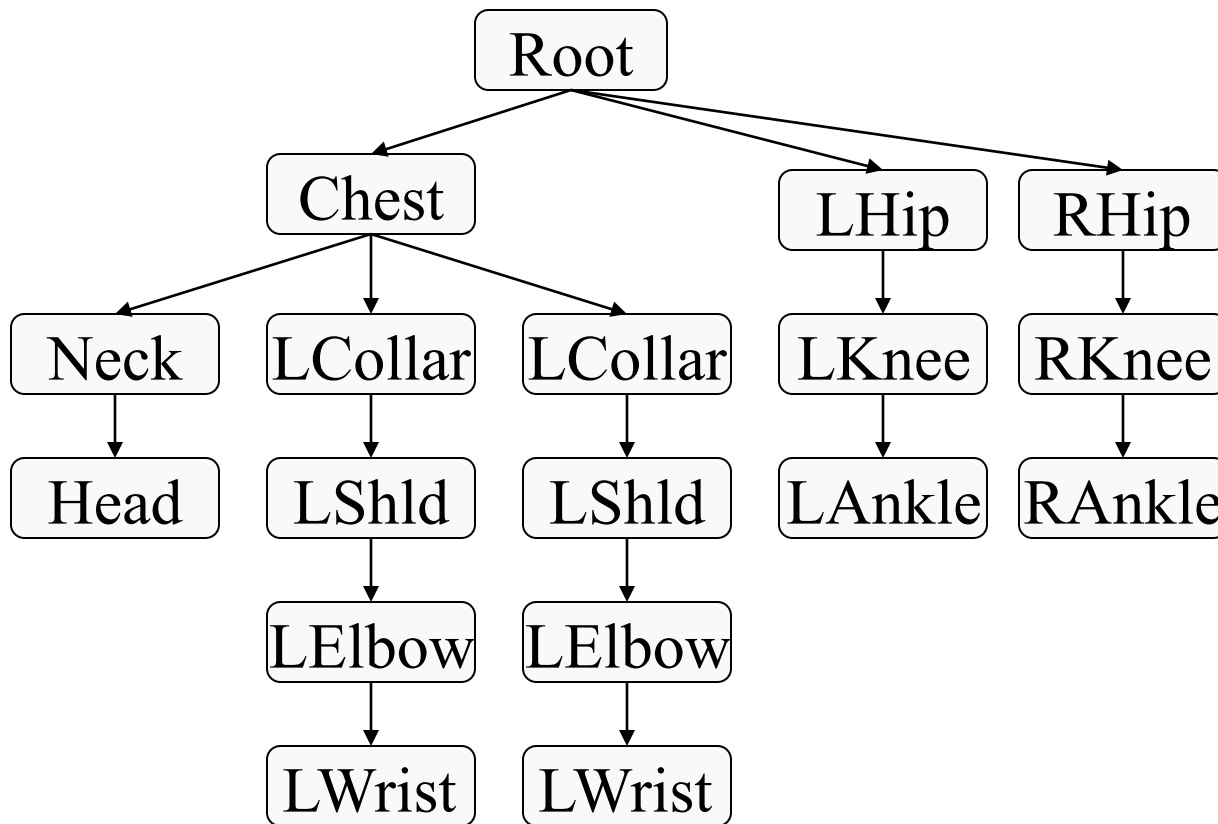 Root
Chest
LHip
RHip
Neck
LCollar
LCollar
LKnee
RKnee
Head
LShld
LShld
LAnkle
RAnkle
LElbow
LElbow
LWrist
LWrist